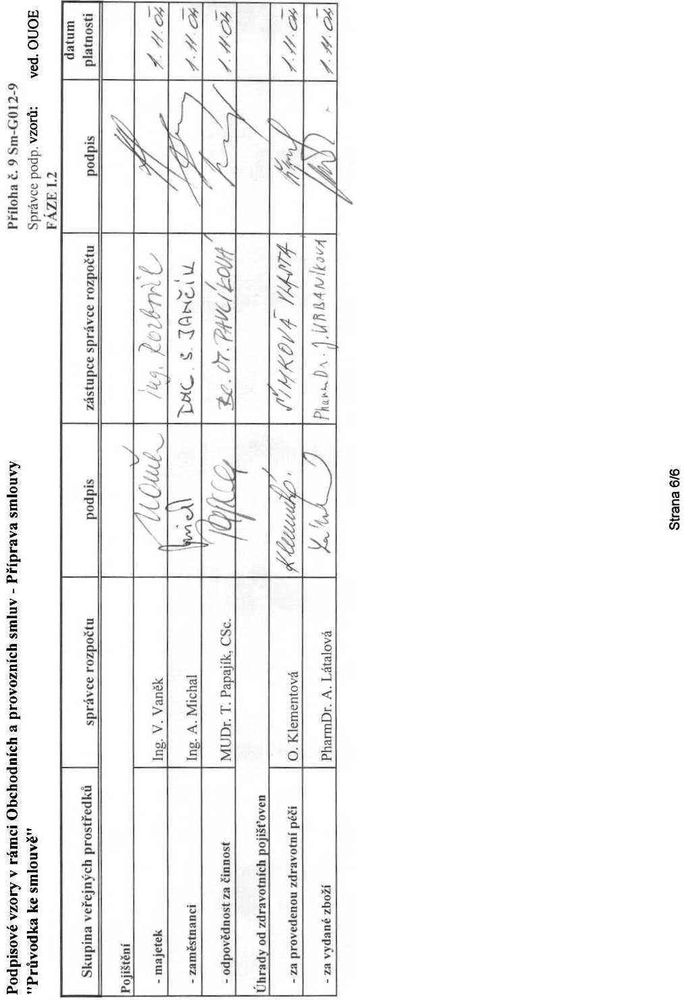 Podpisové vzory v rámci Obchodních a provozních smluv - Příprava smlouvy
"Průvodka ke smlouvě"
Příloha č. 9 Sm-G012-9
Správce podp. vzorů: ved. OUOE
FÁZE I.2
Skupina veřejných prostředků správce rozpočtu podpis zástupce správce rozpočtu podpis datum platnosti
Pojištění
- majetek Ing. V. Vaněk ing. 1.11.04
- zaměstnanci Ing. A. Michal DOC. S. JANČÍK 1.11.04
- odpovědnost za činnost MUDr. T. Papajík, CSc. Bc. PAVLÍKOVÁ 1.11.04
Úhrady od zdravotních pojišťoven
- za provedenou zdravotní péči O. Klementová ŠIMKOVÁ VLASTA 1.11.04
- za vydané zboží PharmDr. A. Látalová PharmDr. J. URBANÍKOVÁ 1.11.04
Strana 6/6